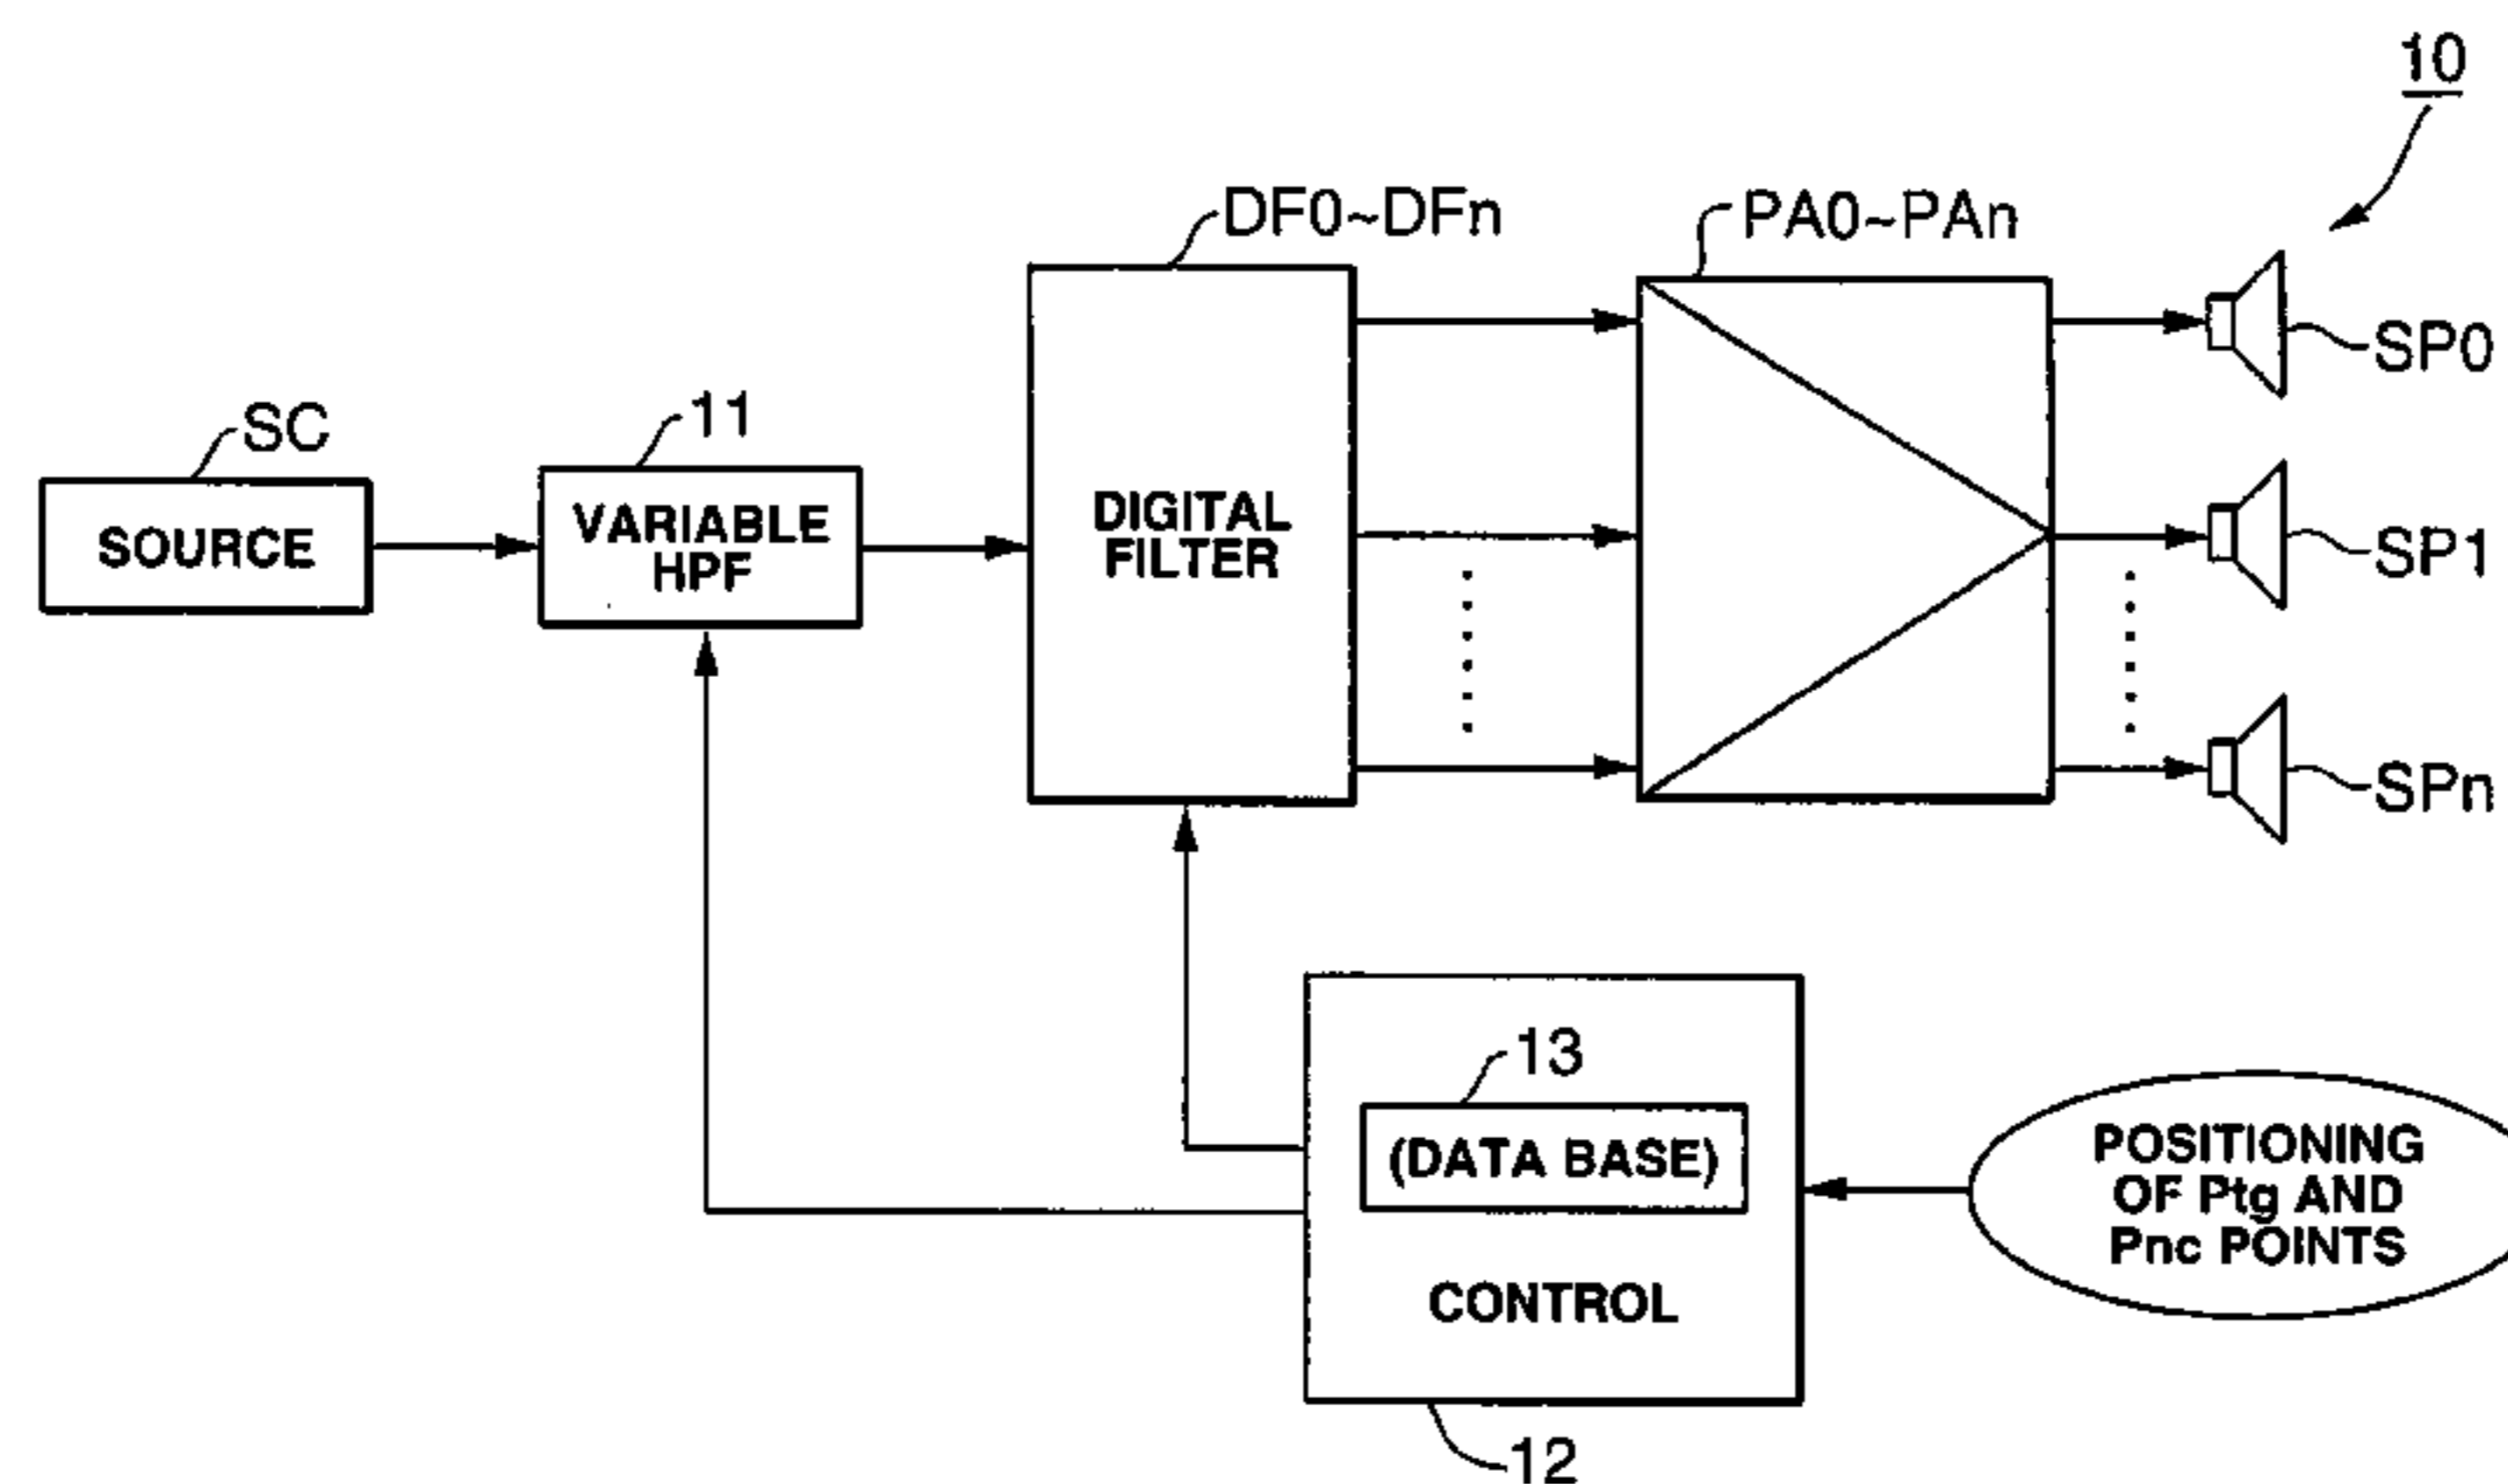 10
DF0~DFn
PA0~PAn
SC
11
SOURCE
VARIABLE
HPF
DIGITAL
FILTER
SP0
SP1
SPn
13
(DATA BASE)
CONTROL
POSITIONING
OF Ptg AND
Pnc POINTS
12